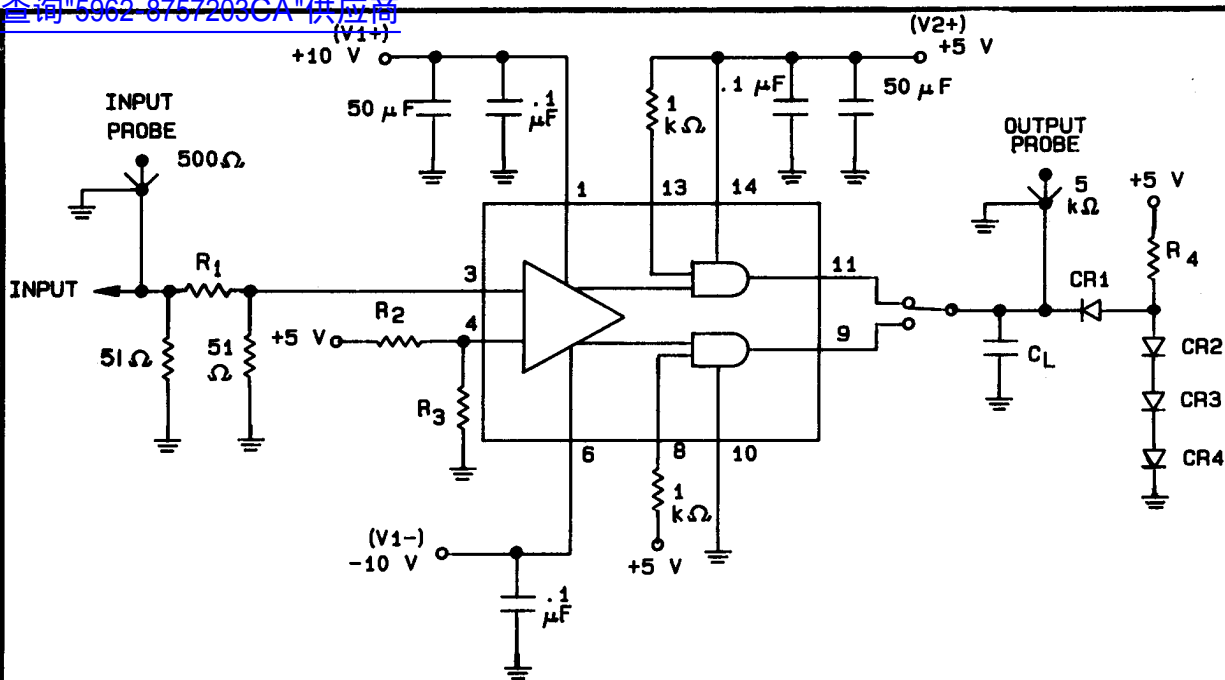 查询"5962-8757203CA"供应商
(V1+)
+10 V
(V2+)
+5 V
50 μF
.1
μF
1
kΩ
.1 μF
50 μF
INPUT
PROBE
500Ω
OUTPUT
PROBE
5
kΩ
+5 V
1
13
14
R1
3
11
R4
CR1
INPUT
R2
4
+5 V
51Ω
51
Ω
9
CL
CR2
R3
CR3
6
8
10
CR4
1
kΩ
(V1-)
-10 V
+5 V
.1
μF